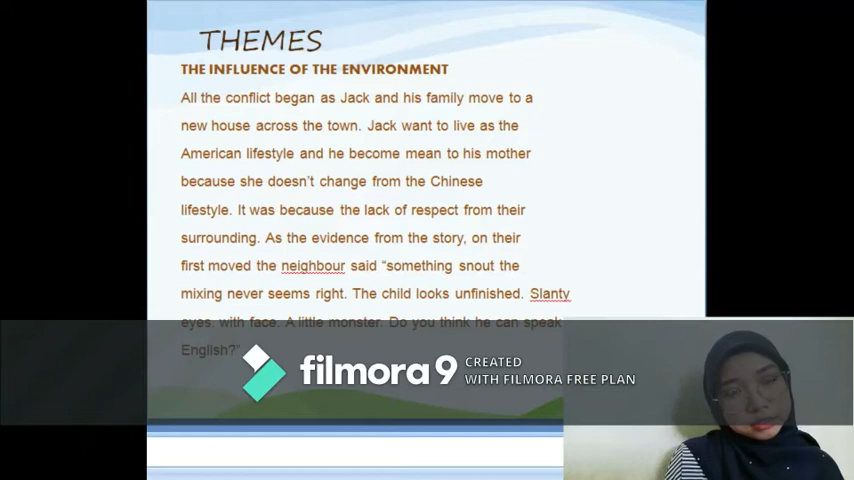 THEMES
THE INFLUENCE OF THE ENVIRONMENT
All the conflict began as Jack and his family move to a
new house across the town. Jack want to live as the
American lifestyle and he become mean to his mother
because she doesn't change from the Chinese
lifestyle. It was because the lack of respect from their
surrounding. As the evidence from the story, on their
first moved the neighbour said “something snout the
mixing never seems right. The child looks unfinished. Slanty
eyes. with face. A little monster. Do you think he can speak
English?”
filmora 9 CREATED
WITH FILMORA FREE PLAN